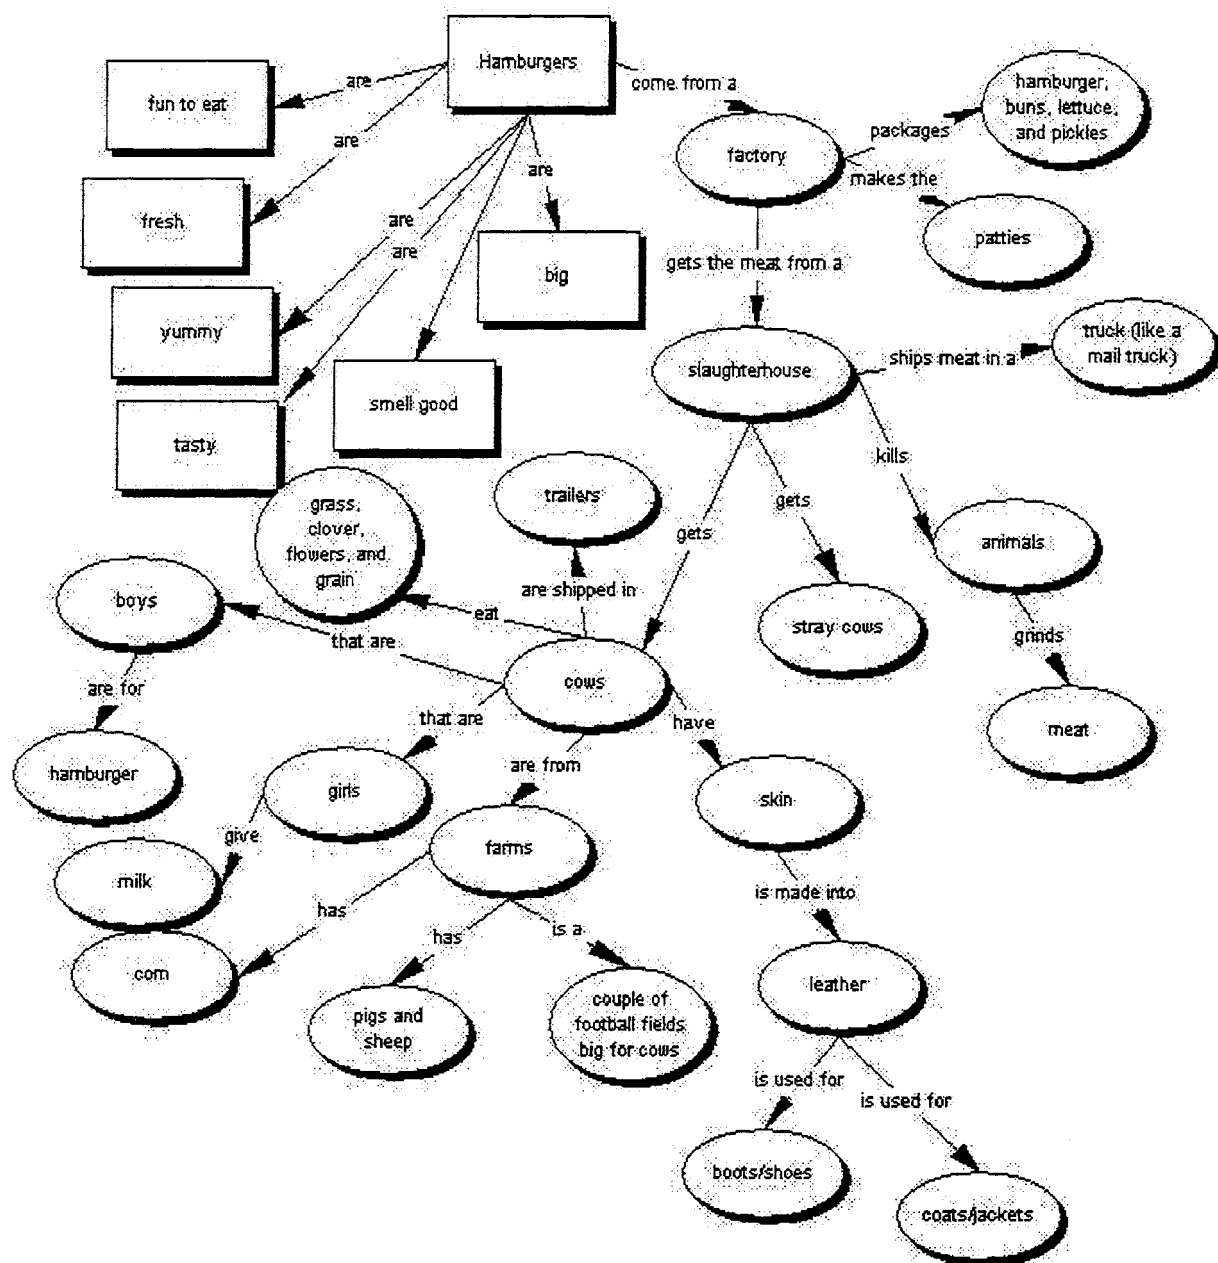 Hamburgers
are
fun to eat
are
fresh
are
yummy
are
tasty
smell good
are
big
come from a
factory
packages
hamburger,
buns, lettuce,
and pickles
makes the
patties
gets the meat from a
slaughterhouse
ships meat in a
truck (like a
mail truck)
kills
animals
grinds
meat
gets
stray cows
gets
cows
are shipped in
trailers
eat
grass,
clover,
flowers, and
grain
that are
boys
are for
hamburger
that are
girls
give
milk
are from
farms
has
corn
has
pigs and
sheep
is a
couple of
football fields
big for cows
have
skin
is made into
leather
is used for
boots/shoes
is used for
coats/jackets